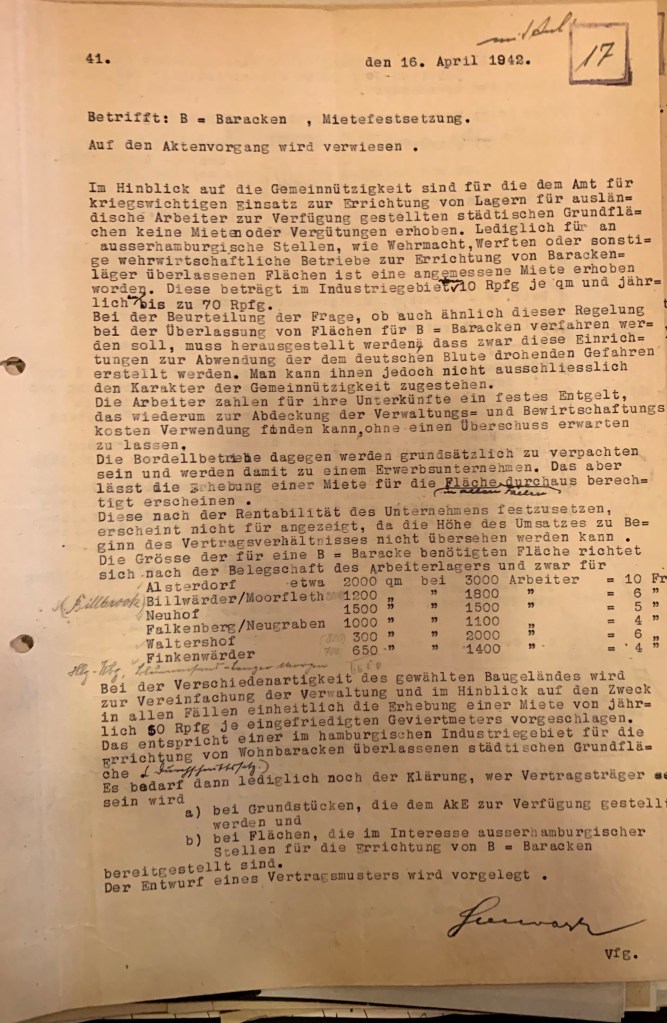 17
41. den 16. April 1942.
Betrifft: B = Baracken , Mietefestsetzung.
Auf den Aktenvorgang wird verwiesen .
Im Hinblick auf die Gemeinnützigkeit sind für die dem Amt für
kriegswichtigen Einsatz zur Errichtung von Lagern für auslän=
dische Arbeiter zur Verfügung gestellten städtischen Grundflä=
chen keine Mieten oder Vergütungen erhoben. Lediglich für an
ausserhamburgische Stellen, wie Wehrmacht, Werften oder sonsti=
ge wehrwirtschaftliche Betriebe zur Errichtung von Baracken=
läger überlassenen Flächen ist eine angemessene Miete erhoben
worden. Diese beträgt im Industriegebiet 10 Rpfg je qm und jähr=
lich bis zu 70 Rpfg.
Bei der Beurteilung der Frage, ob auch ähnlich dieser Regelung
bei der Überlassung von Flächen für B = Baracken verfahren wer=
den soll, muss herausgestellt werden, dass zwar diese Einrich=
tungen zur Abwendung der dem deutschen Blute drohenden Gefahren
erstellt werden. Man kann ihnen jedoch nicht ausschliesslich
den Karakter der Gemeinnützigkeit zugestehen.
Die Arbeiter zahlen für ihre Unterkünfte ein festes Entgelt,
das wiederum zur Abdeckung der Verwaltungs= und Bewirtschaftungs
kosten Verwendung finden kann, ohne einen Überschuss erwarten
zu lassen.
Die Bordellbetriebe dagegen werden grundsätzlich zu verpachten
sein und werden damit zu einem Erwerbsunternehmen. Das aber
lässt die Erhebung einer Miete für die Fläche durchaus berech=
in allen Fällen
tigt erscheinen .
Diese nach der Rentabilität des Unternehmens festzusetzen,
erscheint nicht für angezeigt, da die Höhe des Umsatzes zu Be=
ginn des Vertragsverhältnisses nicht übersehen werden kann .
Die Grösse der für eine B = Baracke benötigten Fläche richtet
sich nach der Belegschaft des Arbeiterlagers und zwar für
Alsterdorf etwa 2000 qm bei 3000 Arbeiter = 10 Fr
(Billbrook) Billwärder/Moorfleth 1200 „ " 1800 " = 6 "
Neuhof 1500 " " 1500 " = 5 "
Falkenberg/Neugraben 1000 " " 1100 „ = 4 "
Waltershof 300 " " 2000 " = 6 „
Finkenwärder 650 " " 1400 " = 4 "
Bei der Verschiedenartigkeit des gewählten Baugeländes wird
zur Vereinfachung der Verwaltung und im Hinblick auf den Zweck
in allen Fällen einheitlich die Erhebung einer Miete von jähr=
lich 50 Rpfg je eingefriedigten Geviertmeters vorgeschlagen.
Das entspricht einer im hamburgischen Industriegebiet für die
Errichtung von Wohnbaracken überlassenen städtischen Grundflä=
che
Es bedarf dann lediglich noch der Klärung, wer Vertragsträger
sein wird
a) bei Grundstücken, die dem AkE zur Verfügung gestellt
werden und
b) bei Flächen, die im Interesse ausserhamburgischer
Stellen für die Errichtung von B = Baracken
bereitgestellt sind.
Der Entwurf eines Vertragsmusters wird vorgelegt .
Vfg.